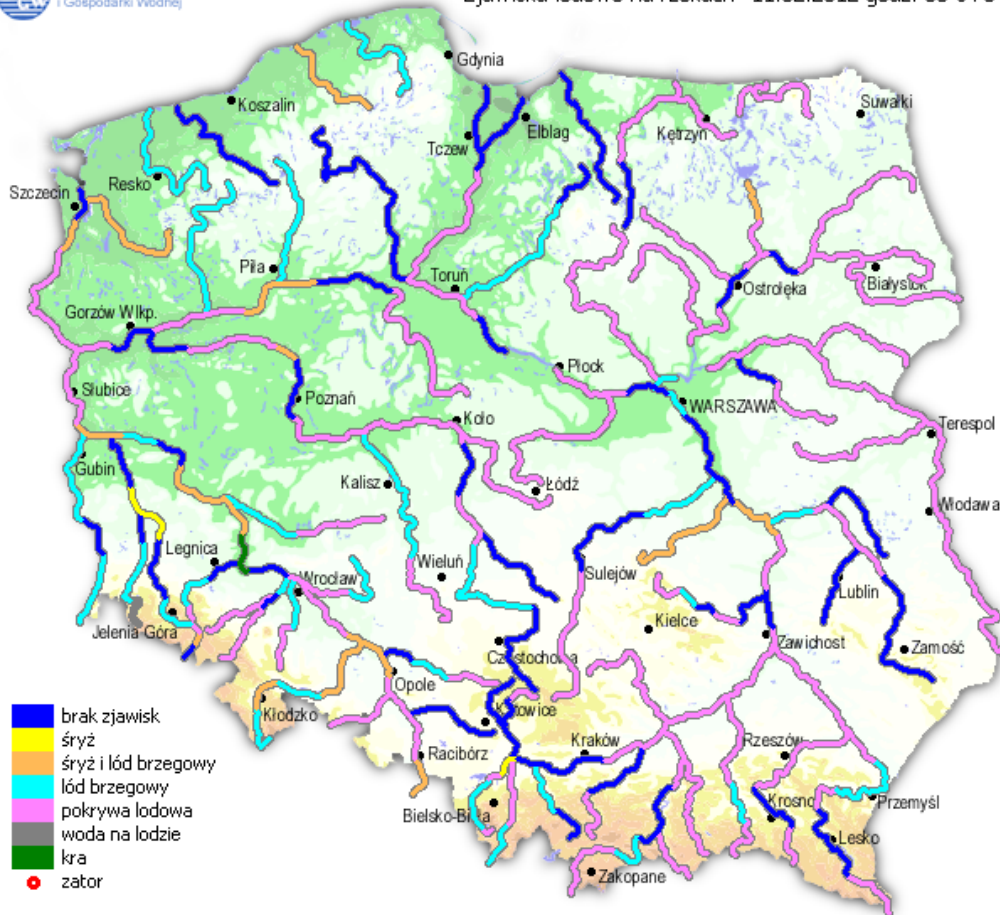 i Gospodarki Wodnej
Gdynia
Suwałki
Koszalin
Elbląg
Kętrzyn
Tczew
Resko
Szczecin
Piła
Toruń
Białystok
Ostrołęka
Gorzów Wlkp.
Płock
Słubice
Poznań
WARSZAWA
Koło
Terespol
Gubin
Kalisz
Łódź
Włodawa
Legnica
Wrocław
Wieluń
Sulejów
Lublin
Jelenia Góra
Kielce
Zawichost
Zamość
Częstochowa
Opole
Kłodzko
Katowice
Racibórz
Kraków
Rzeszów
Bielsko-Biała
Krosno
Przemyśl
Lesko
Zakopane
brak zjawisk
śryż
śryż i lód brzegowy
lód brzegowy
pokrywa lodowa
woda na lodzie
kra
zator